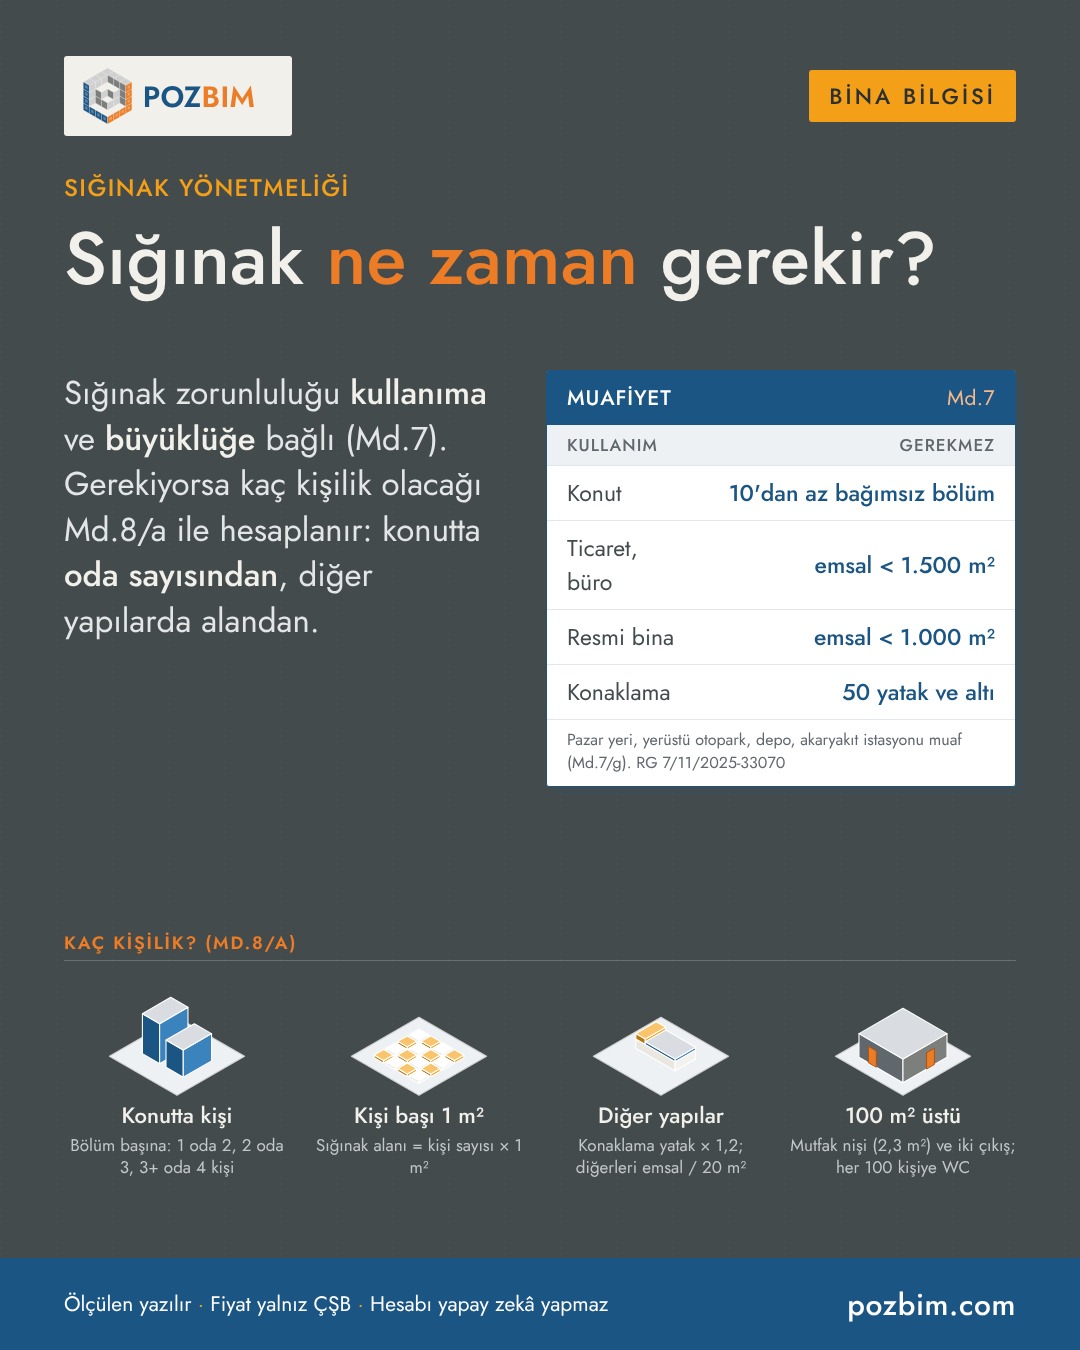 POZBIM
BİNA BİLGİSİ
SIĞINAK YÖNETMELİĞİ
Sığınak ne zaman gerekir?
Sığınak zorunluluğu kullanıma
ve büyüklüğe bağlı (Md.7).
Gerekiyorsa kaç kişilik olacağı
Md.8/a ile hesaplanır: konutta
oda sayısından, diğer
yapılarda alandan.
MUAFİYET Md.7
KULLANIM GEREKMEZ
Konut 10'dan az bağımsız bölüm
Ticaret,
büro emsal < 1.500 m²
Resmi bina emsal < 1.000 m²
Konaklama 50 yatak ve altı
Pazar yeri, yerüstü otopark, depo, akaryakıt istasyonu muaf
(Md.7/g). RG 7/11/2025-33070
KAÇ KİŞİLİK? (MD.8/A)
Konutta kişi
Bölüm başına: 1 oda 2, 2 oda
3, 3+ oda 4 kişi
Kişi başı 1 m²
Sığınak alanı = kişi sayısı × 1
m²
Diğer yapılar
Konaklama yatak × 1,2;
diğerleri emsal / 20 m²
100 m² üstü
Mutfak nişi (2,3 m²) ve iki çıkış;
her 100 kişiye WC
Ölçülen yazılır · Fiyat yalnız ÇŞB · Hesabı yapay zekâ yapmaz
pozbim.com